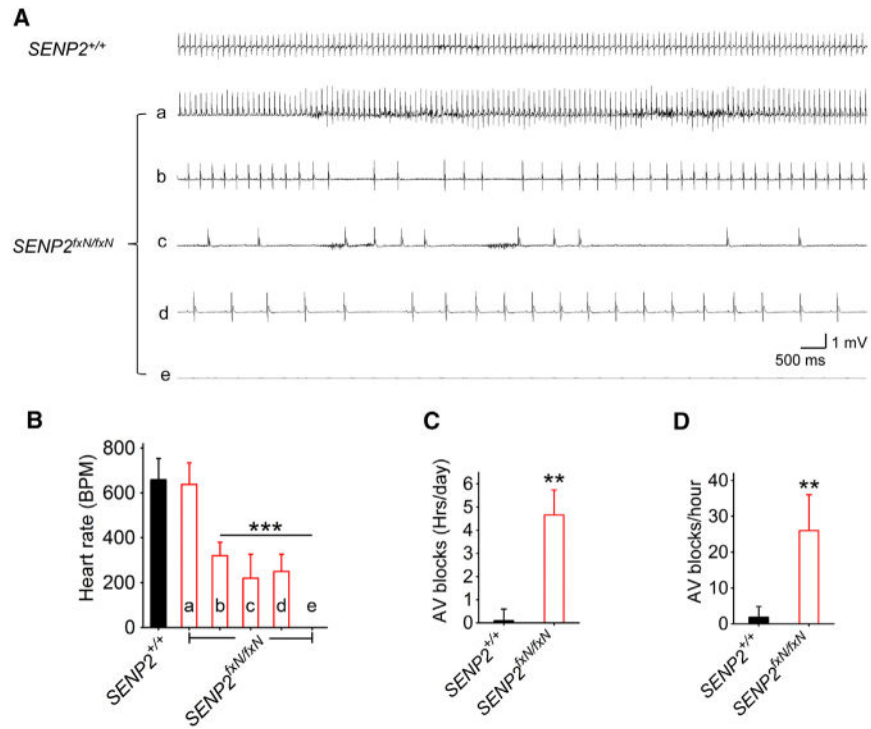 A
SENP2+/+
a
b
SENP2fxN/fxN
c
d
1 mV
500 ms
e
B
Heart rate (BPM)
800
600
400
200
0
***
a
b
c
d
e
SENP2+/+
SENP2fxN/fxN
C
AV blocks (Hrs/day)
6
5
4
3
2
1
0
**
SENP2+/+
SENP2fxN/fxN
D
AV blocks/hour
40
30
20
10
0
**
SENP2+/+
SENP2fxN/fxN